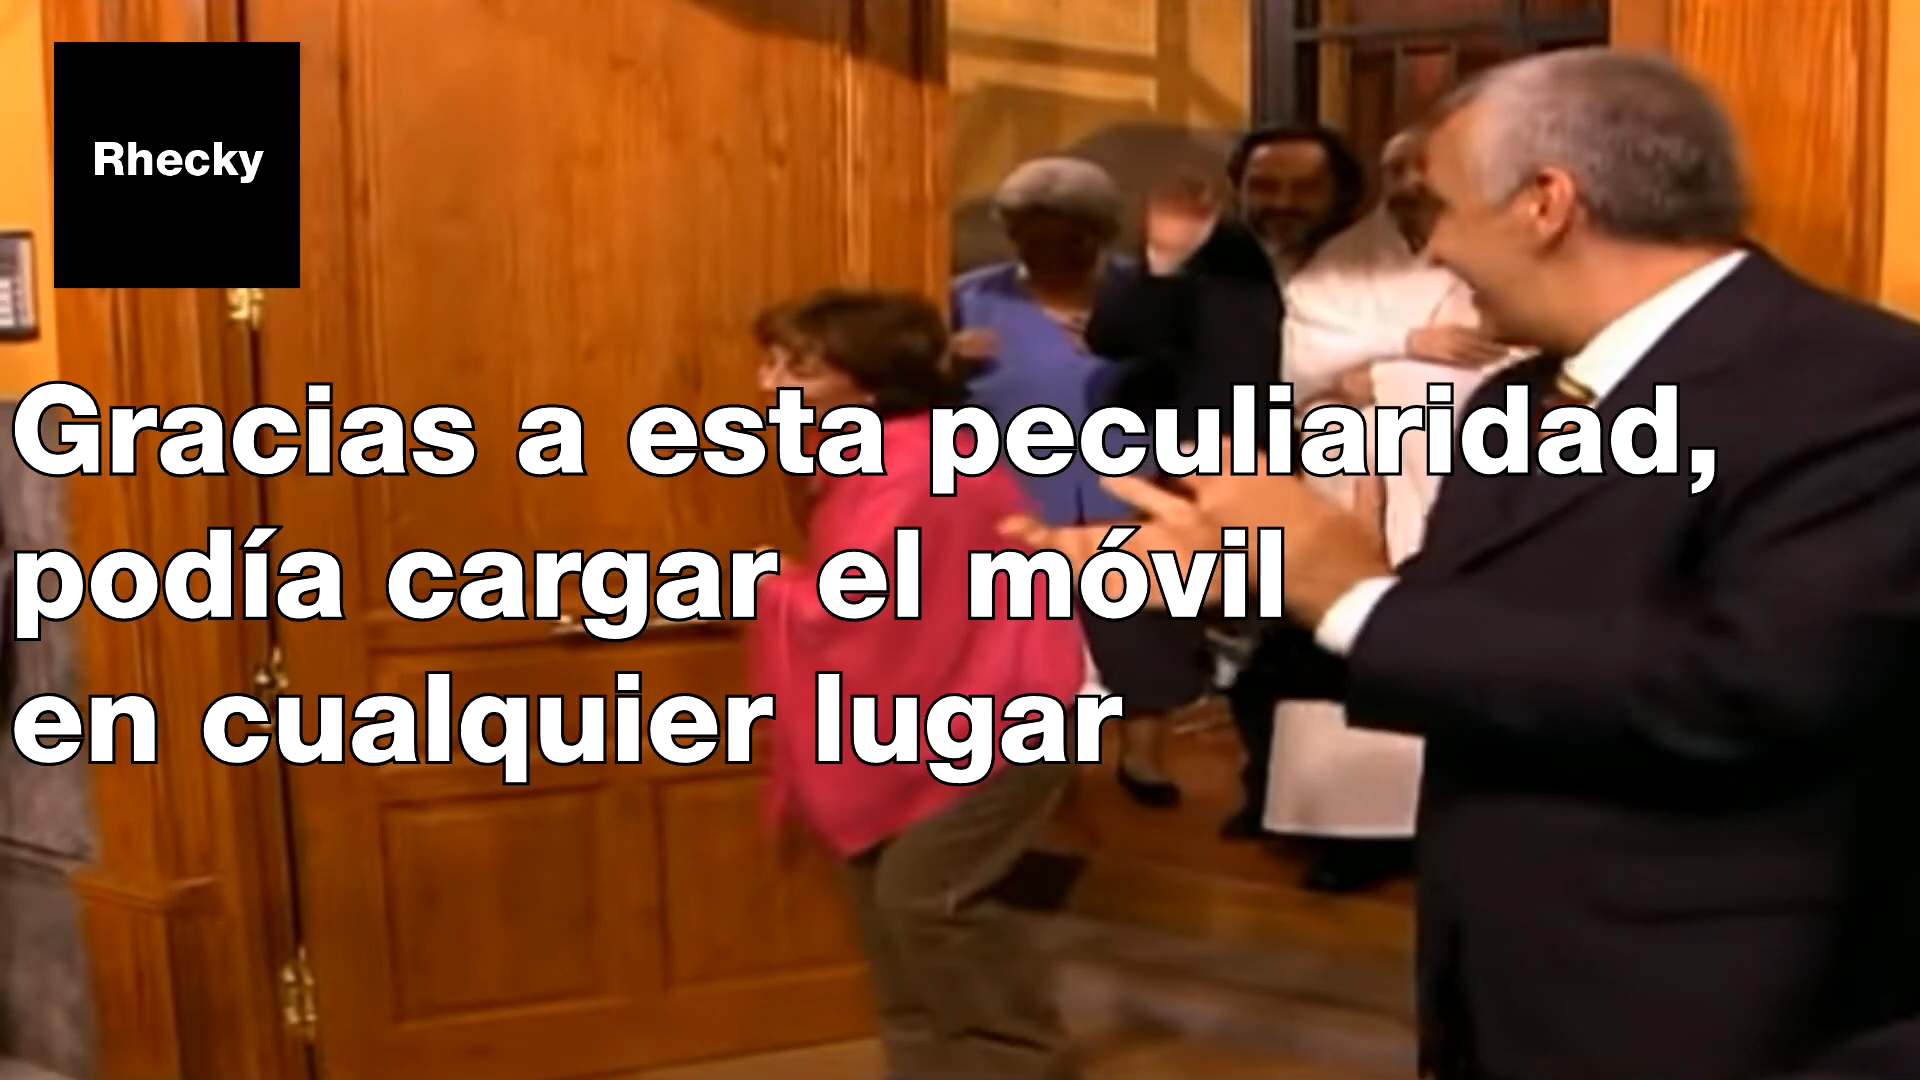 Rhecky
Gracias a esta peculiaridad,
podía cargar el móvil
en cualquier lugar